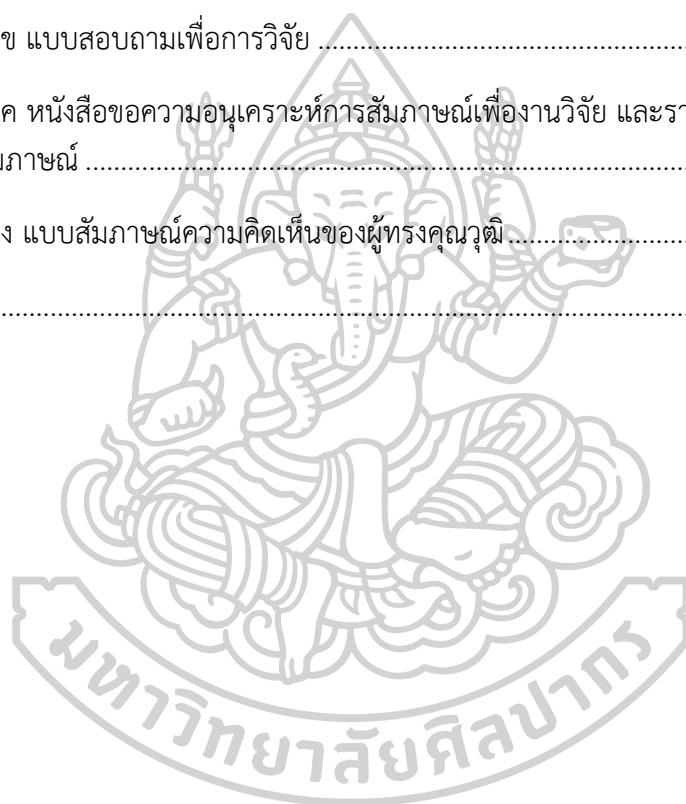 ข แบบสอบถามเพื่อการวิจัย ........................................................
ค หนังสือขอความอนุเคราะห์การสัมภาษณ์เพื่องานวิจัย และรา
มภาษณ์ ........................................................................................
ง แบบสัมภาษณ์ความคิดเห็นของผู้ทรงคุณวุฒิ ..............................
........................................................................................................
มหาวิทยาลัยศิลปากร